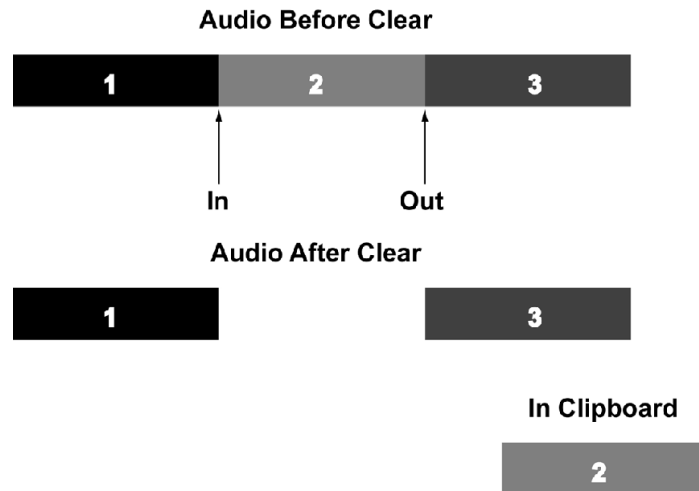 Audio Before Clear
1 2 3
In Out
Audio After Clear
1 3
In Clipboard
2